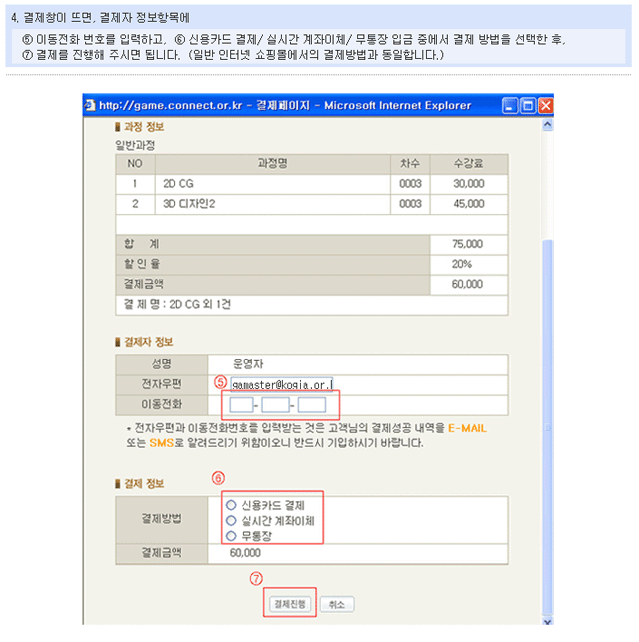 4. 결제창이 뜨면, 결제자 정보항목에
⑤ 이동전화 번호를 입력하고, ⑥ 신용카드 결제/ 실시간 계좌이체/ 무통장 입금 중에서 결제 방법을 선택한 후,
⑦ 결제를 진행해 주시면 됩니다. (일반 인터넷 쇼핑몰에서의 결제방법과 동일합니다.)
http://game.connect.or.kr - 결제페이지 - Microsoft Internet Explorer
과정 정보
일반과정
NO 과정명 차수 수강료
1 2D CG 0003 30,000
2 3D 디자인2 0003 45,000
합 계 75,000
할 인 율 20%
결제금액 60,000
결 제 명 : 2D CG 외 1건
결제자 정보
성명 운영자
전자우편 ⑤ gamaster@kogia.or.
이동전화 - -
* 전자우편과 이동전화번호를 입력받는 것은 고객님의 결제성공 내역을 E-MAIL
또는 SMS로 알려드리기 위함이오니 반드시 기입하시기 바랍니다.
결제 정보 ⑥
결제방법
신용카드 결제
실시간 계좌이체
무통장
결제금액 60,000
⑦
결제진행 취소